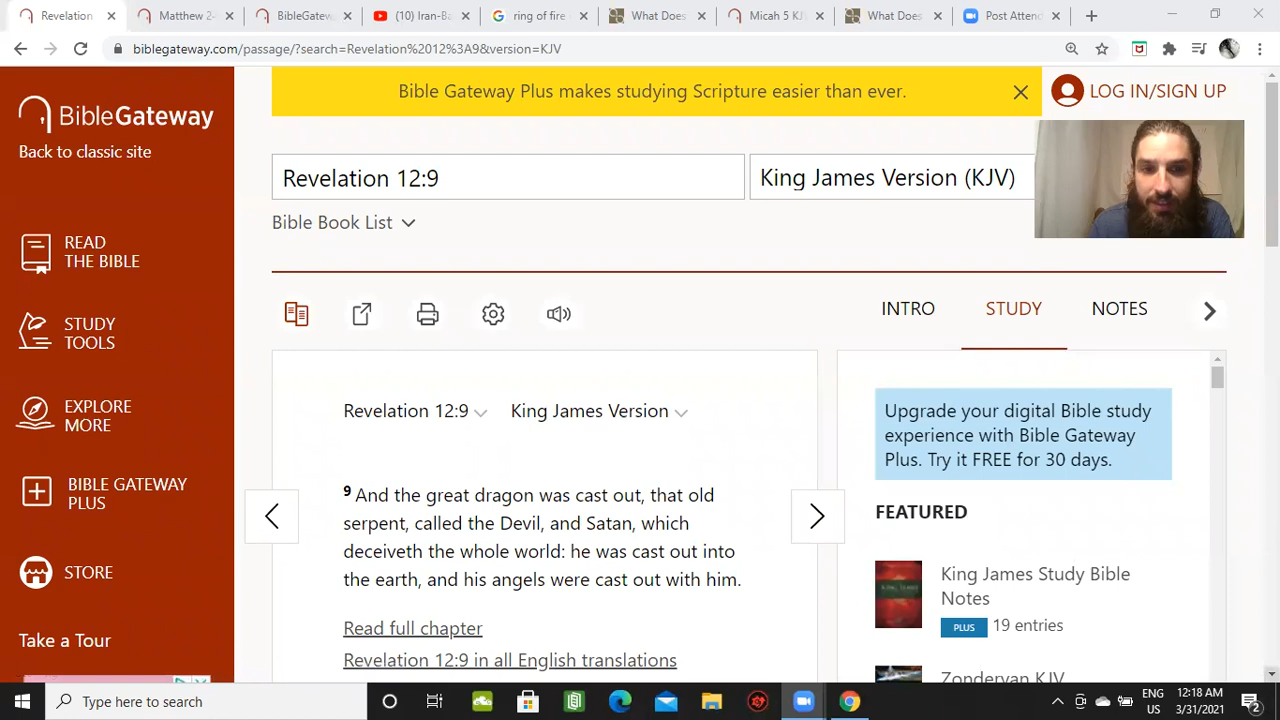 Revelation
Matthew 2-
BibleGatew
(10) Iran-Ba
ring of fire
What Does
Micah 5 KJ
What Does
Post Attend
biblegateway.com/passage/?search=Revelation%2012%3A9&version=KJV
BibleGateway
Back to classic site
Bible Gateway Plus makes studying Scripture easier than ever.
LOG IN/SIGN UP
Revelation 12:9
King James Version (KJV)
Bible Book List
READ
THE BIBLE
STUDY
TOOLS
EXPLORE
MORE
BIBLE GATEWAY
PLUS
STORE
Take a Tour
INTRO
STUDY
NOTES
Revelation 12:9
King James Version
9 And the great dragon was cast out, that old
serpent, called the Devil, and Satan, which
deceiveth the whole world: he was cast out into
the earth, and his angels were cast out with him.
Read full chapter
Revelation 12:9 in all English translations
Upgrade your digital Bible study
experience with Bible Gateway
Plus. Try it FREE for 30 days.
FEATURED
King James Study Bible
Notes
PLUS 19 entries
Zondervan KJV
Type here to search
ENG
US
12:18 AM
3/31/2021
2